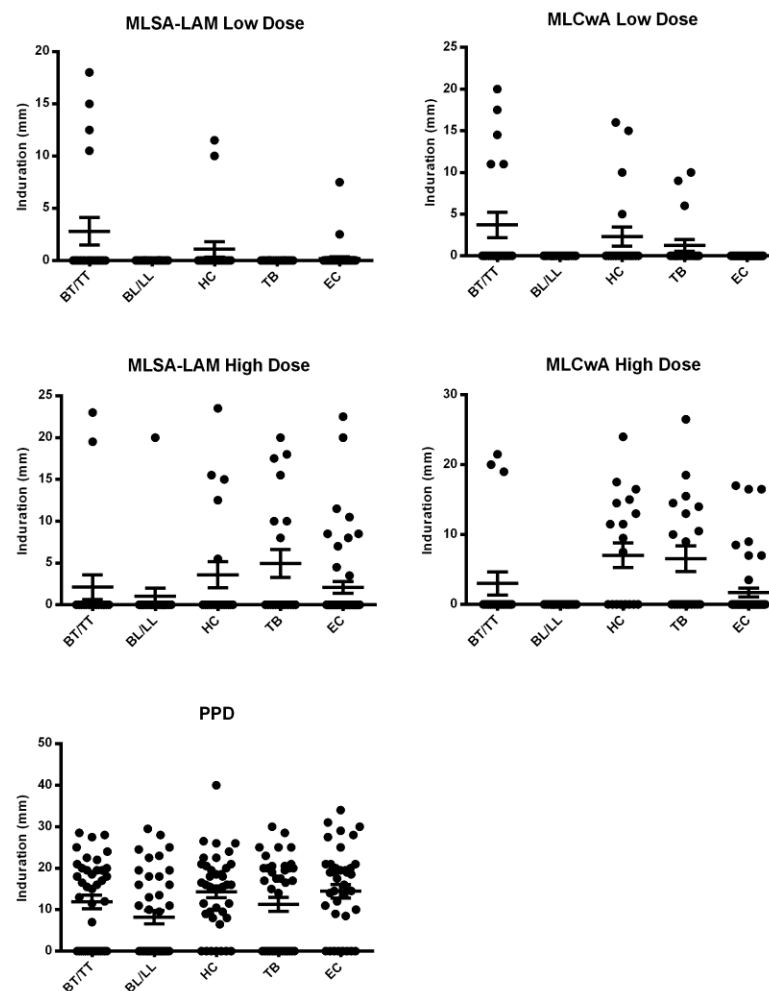 MLSA-LAM Low Dose
Induration (mm)
20
15
10
5
0
BT/TT
BL/LL
HC
TB
EC
MLCwA Low Dose
Induration (mm)
25
20
15
10
5
0
BT/TT
BL/LL
HC
TB
EC
MLSA-LAM High Dose
Induration (mm)
25
20
15
10
5
0
BT/TT
BL/LL
HC
TB
EC
MLCwA High Dose
Induration (mm)
30
20
10
0
BT/TT
BL/LL
HC
TB
EC
PPD
Induration (mm)
50
40
30
20
10
0
BT/TT
BL/LL
HC
TB
EC